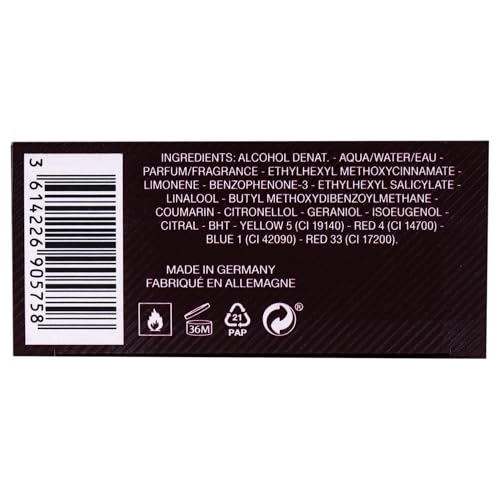 INGREDIENTS: ALCOHOL DENAT. - AQUA/WATER/EAU -
PARFUM/FRAGRANCE - ETHYLHEXYL METHOXYCINNAMATE -
LIMONENE - BENZOPHENONE-3 - ETHYLHEXYL SALICYLATE -
LINALOOL - BUTYL METHOXYDIBENZOYLMETHANE -
COUMARIN - CITRONELLOL - GERANIOL - ISOEUGENOL -
CITRAL - BHT - YELLOW 5 (CI 19140) - RED 4 (CI 14700) -
BLUE 1 (CI 42090) - RED 33 (CI 17200).
MADE IN GERMANY
FABRIQUÉ EN ALLEMAGNE
36M
21
PAP
®
3 614226 905758